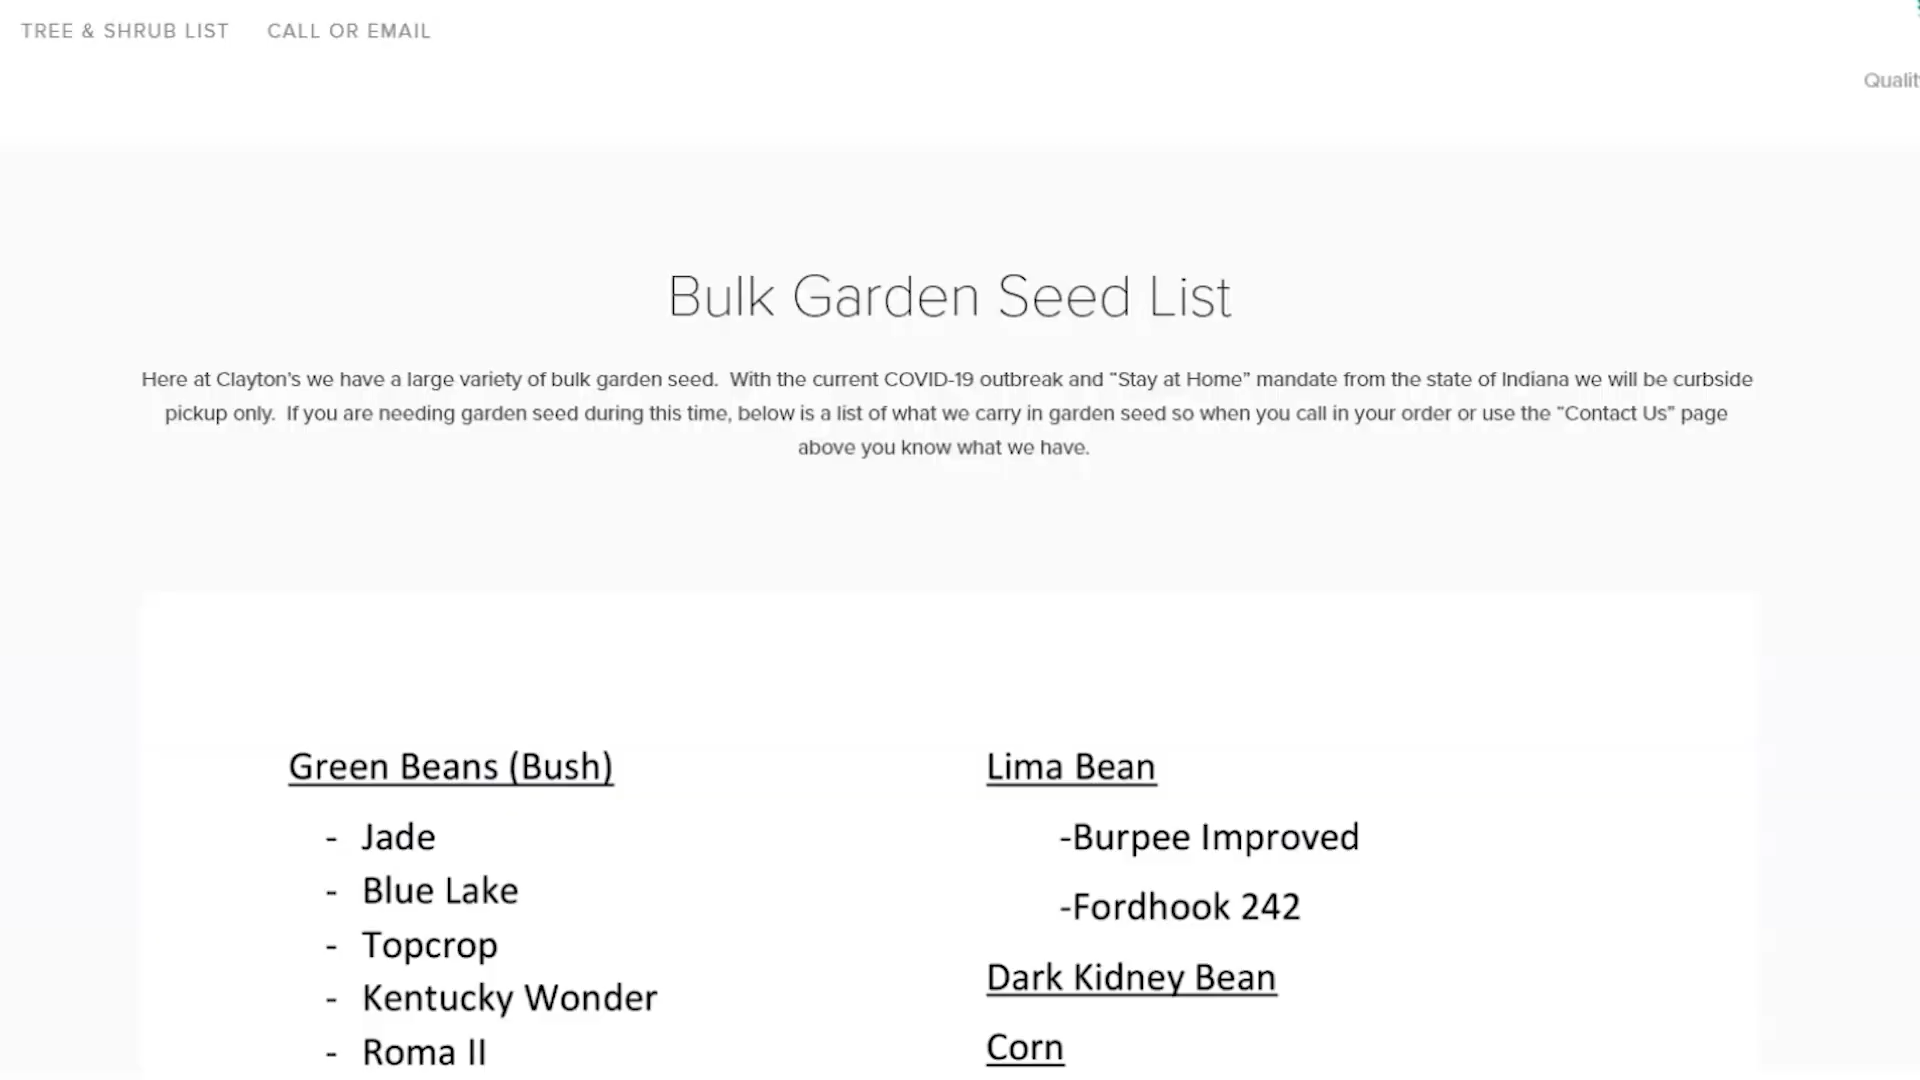 TREE & SHRUB LIST CALL OR EMAIL
Bulk Garden Seed List
Here at Clayton's we have a large variety of bulk garden seed.  With the current COVID-19 outbreak and "Stay at Home" mandate from the state of Indiana we will be curbside
pickup only.  If you are needing garden seed during this time, below is a list of what we carry in garden seed so when you call in your order or use the "Contact Us" page
above you know what we have.
Green Beans (Bush)
- Jade
- Blue Lake
- Topcrop
- Kentucky Wonder
- Roma II
Lima Bean
-Burpee Improved
-Fordhook 242
Dark Kidney Bean
Corn